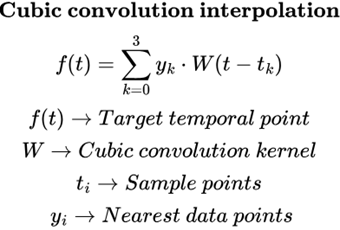 Cubic convolution interpolation
f(t) = ∑_{k=0}^{3} y_k · W(t − t_k)
f(t) → Target temporal point
W → Cubic convolution kernel
t_i → Sample points
y_i → Nearest data points